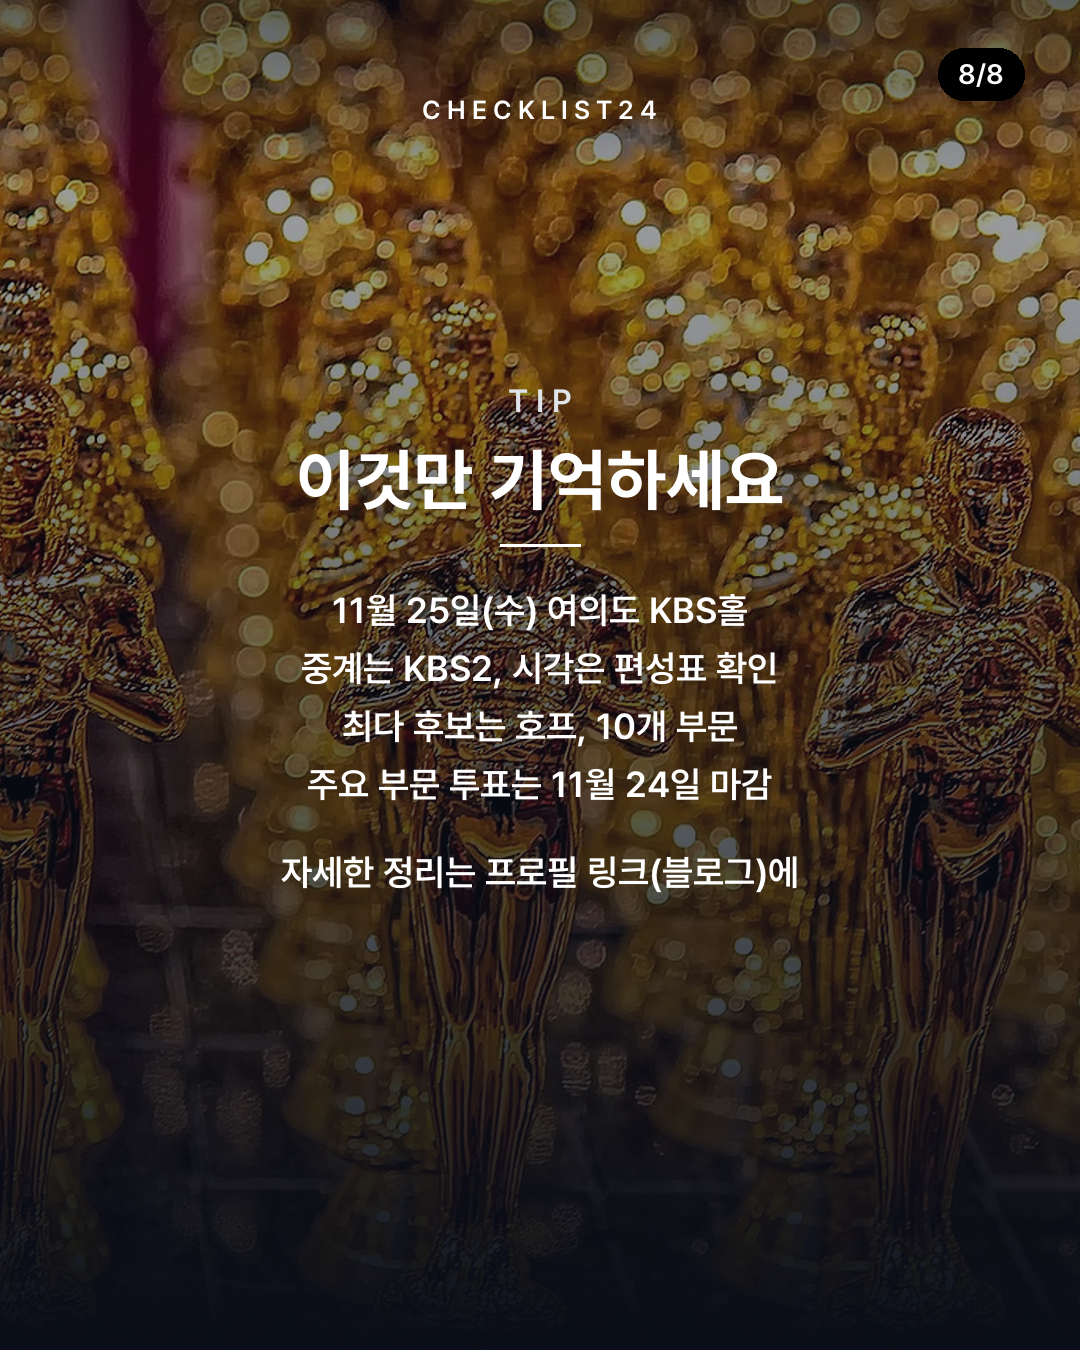 8/8
CHECKLIST24
TIP
이것만 기억하세요
11월 25일(수) 여의도 KBS홀
중계는 KBS2, 시각은 편성표 확인
최다 후보는 호프, 10개 부문
주요 부문 투표는 11월 24일 마감
자세한 정리는 프로필 링크(블로그)에